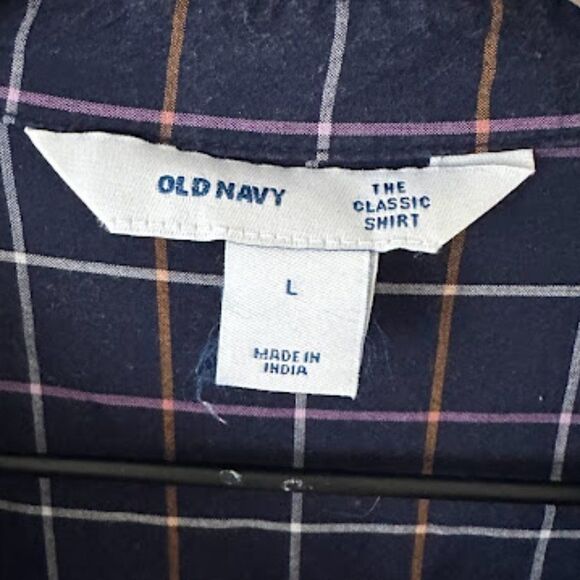 OLD NAVY
THE
CLASSIC
SHIRT
L
MADE IN
INDIA